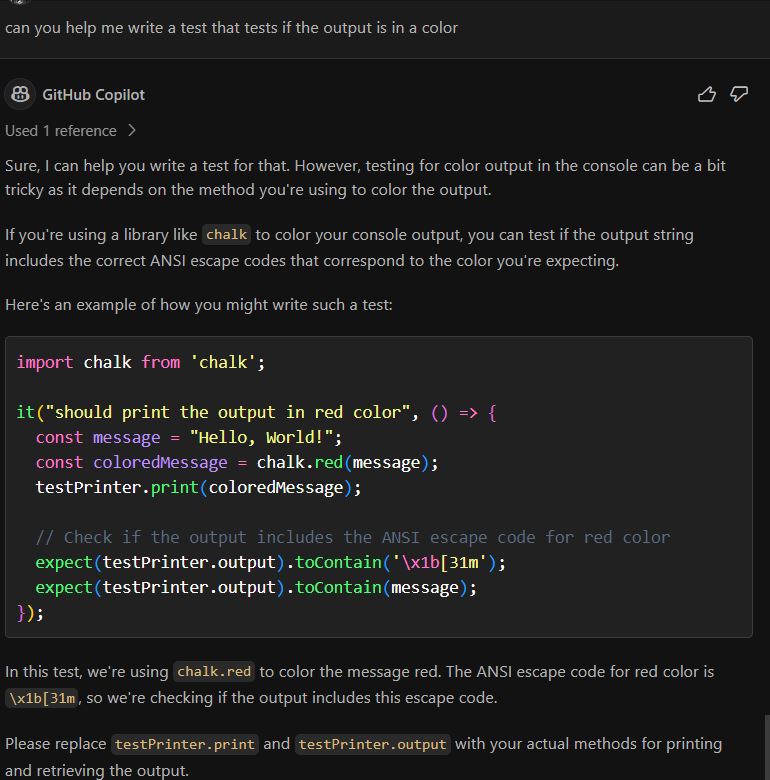 can you help me write a test that tests if the output is in a color
GitHub Copilot
Used 1 reference
Sure, I can help you write a test for that. However, testing for color output in the console can be a bit
tricky as it depends on the method you're using to color the output.
If you're using a library like chalk to color your console output, you can test if the output string
includes the correct ANSI escape codes that correspond to the color you're expecting.
Here's an example of how you might write such a test:
import chalk from 'chalk';
it("should print the output in red color", () => {
  const message = "Hello, World!";
  const coloredMessage = chalk.red(message);
  testPrinter.print(coloredMessage);
  // Check if the output includes the ANSI escape code for red color
  expect(testPrinter.output).toContain('\x1b[31m');
  expect(testPrinter.output).toContain(message);
});
In this test, we're using chalk.red to color the message red. The ANSI escape code for red color is
\x1b[31m, so we're checking if the output includes this escape code.
Please replace testPrinter.print and testPrinter.output with your actual methods for printing
and retrieving the output.